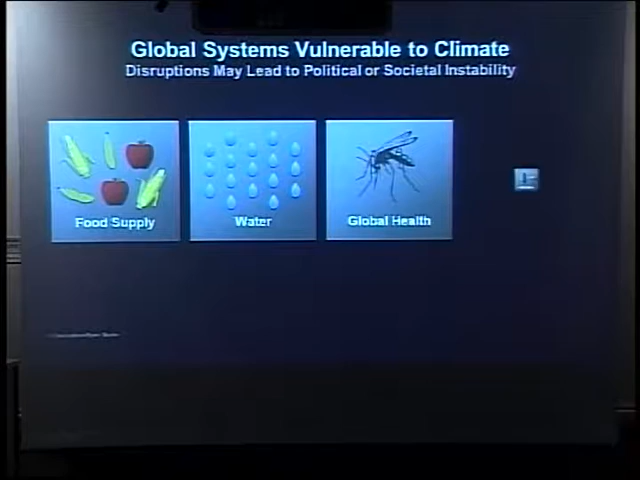 Global Systems Vulnerable to Climate
Disruptions May Lead to Political or Societal Instability
Food Supply
Water
Global Health